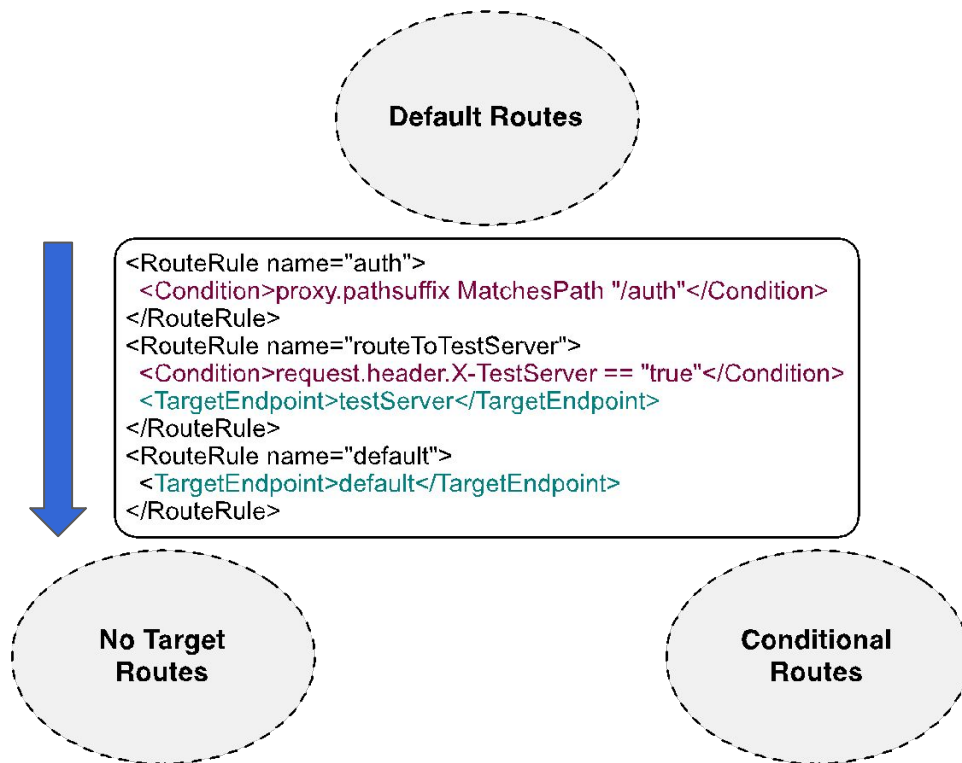 Default Routes
<RouteRule name="auth">
<Condition>proxy.pathsuffix MatchesPath "/auth"</Condition>
</RouteRule>
<RouteRule name="routeToTestServer">
<Condition>request.header.X-TestServer == "true"</Condition>
<TargetEndpoint>testServer</TargetEndpoint>
</RouteRule>
<RouteRule name="default">
<TargetEndpoint>default</TargetEndpoint>
</RouteRule>
No Target
Routes
Conditional
Routes